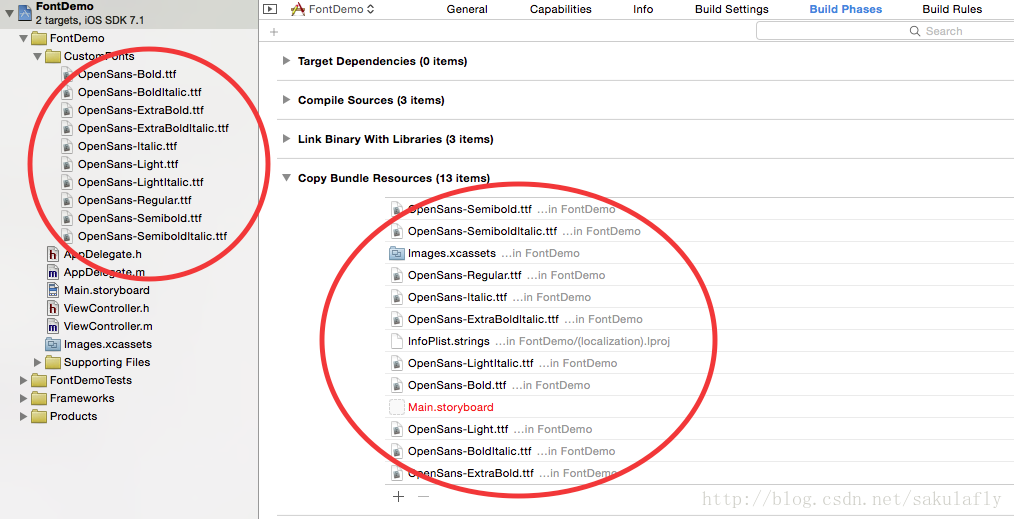 FontDemo
2 targets, iOS SDK 7.1
FontDemo
CustomFonts
OpenSans-Bold.ttf
OpenSans-BoldItalic.ttf
OpenSans-ExtraBold.ttf
OpenSans-ExtraBoldItalic.ttf
OpenSans-Italic.ttf
OpenSans-Light.ttf
OpenSans-LightItalic.ttf
OpenSans-Regular.ttf
OpenSans-Semibold.ttf
OpenSans-SemiboldItalic.ttf
AppDelegate.h
AppDelegate.m
Main.storyboard
ViewController.h
ViewController.m
Images.xcassets
Supporting Files
FontDemoTests
Frameworks
Products
FontDemo General Capabilities Info Build Settings Build Phases Build Rules
Search
Target Dependencies (0 items)
Compile Sources (3 items)
Link Binary With Libraries (3 items)
Copy Bundle Resources (13 items)
OpenSans-Semibold.ttf ...in FontDemo
OpenSans-SemiboldItalic.ttf ...in FontDemo
Images.xcassets ...in FontDemo
OpenSans-Regular.ttf ...in FontDemo
OpenSans-Italic.ttf ...in FontDemo
OpenSans-ExtraBoldItalic.ttf ...in FontDemo
InfoPlist.strings ...in FontDemo/(localization).lproj
OpenSans-LightItalic.ttf ...in FontDemo
OpenSans-Bold.ttf ...in FontDemo
Main.storyboard
OpenSans-Light.ttf ...in FontDemo
OpenSans-BoldItalic.ttf ...in FontDemo
OpenSans-ExtraBold.ttf ...in FontDemo
http://blog.csdn.net/sakulafly